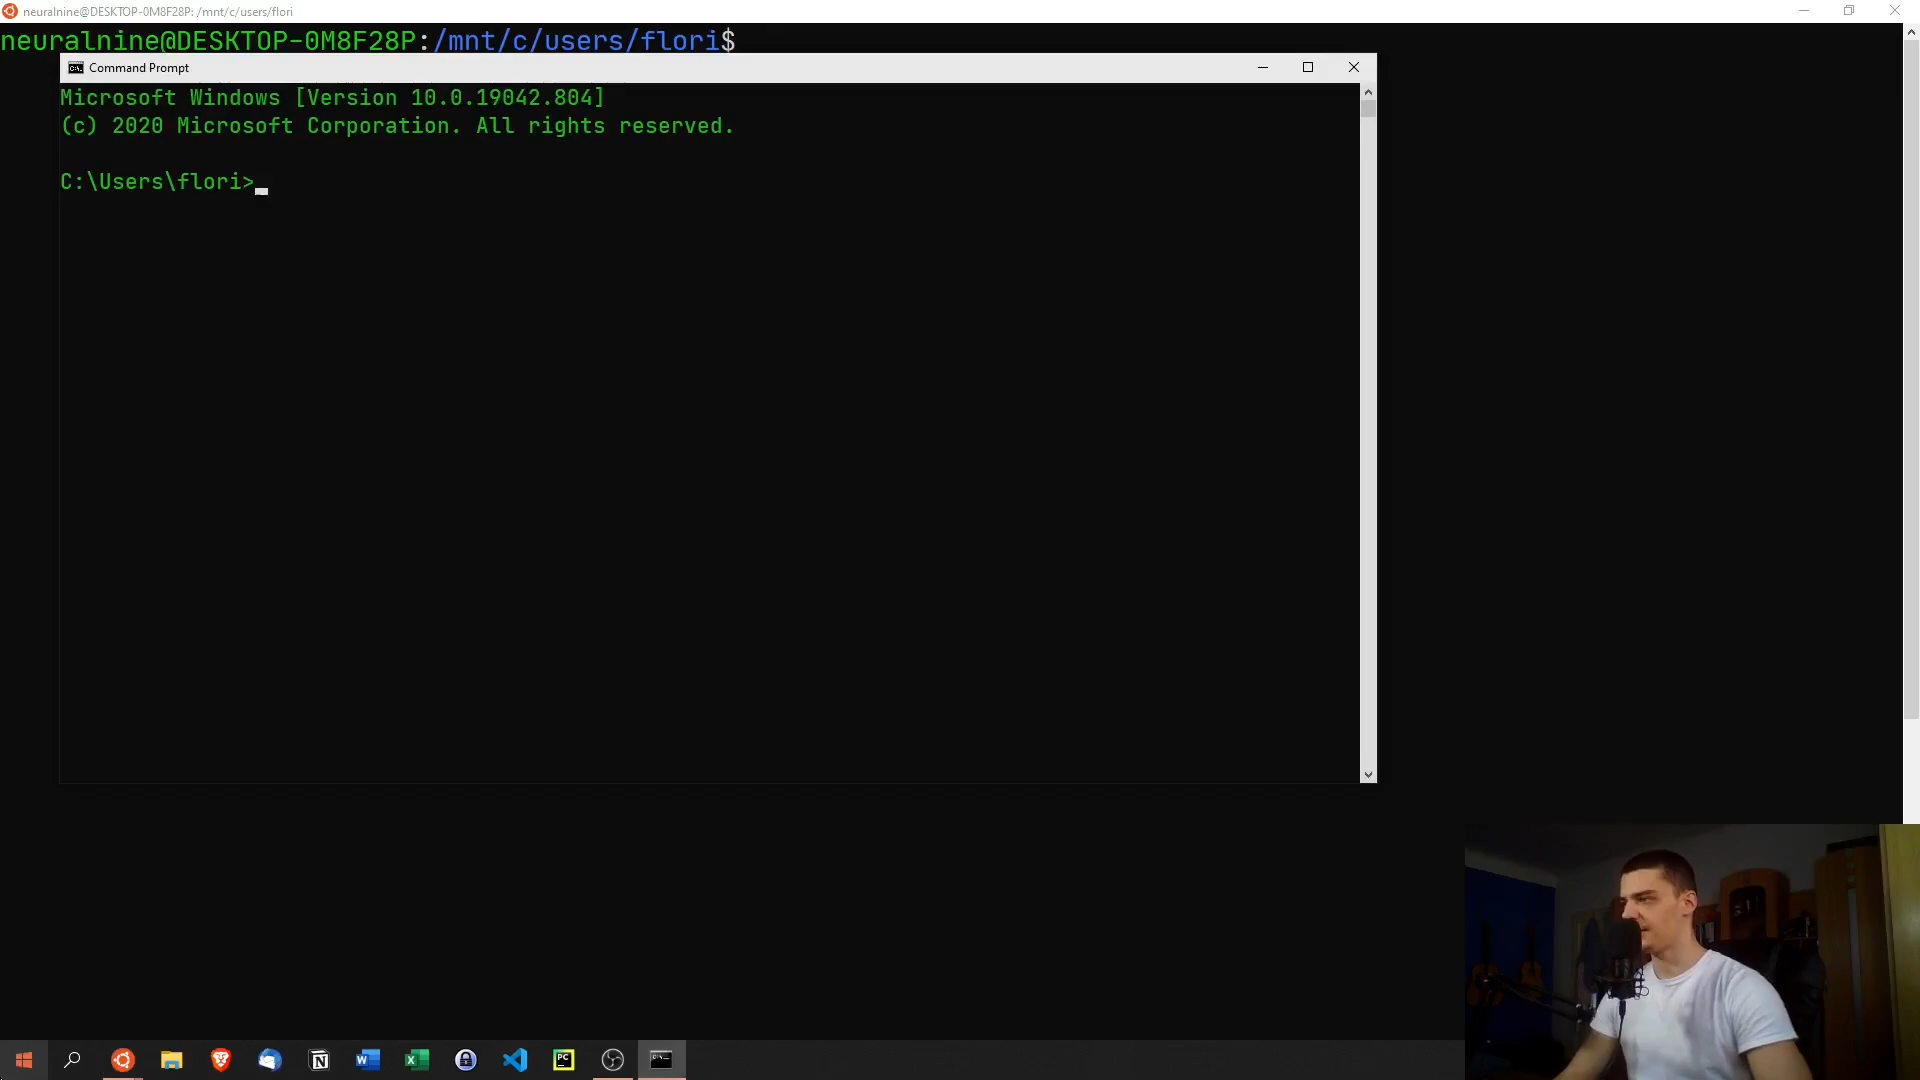 neuralnine@DESKTOP-0M8F28P: /mnt/c/users/flori
neuralnine@DESKTOP-0M8F28P:/mnt/c/users/flori$
Command Prompt
Microsoft Windows [Version 10.0.19042.804]
(c) 2020 Microsoft Corporation. All rights reserved.
C:\Users\flori>